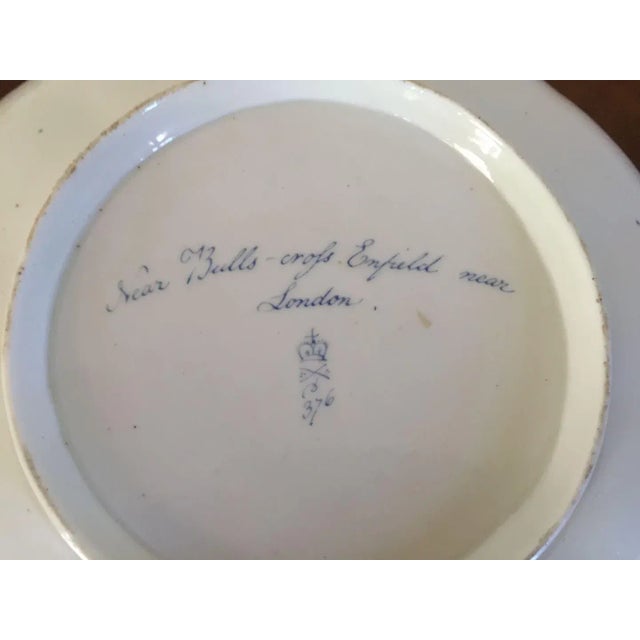 Near Bulls-croſs Enfield near
London.
D
376